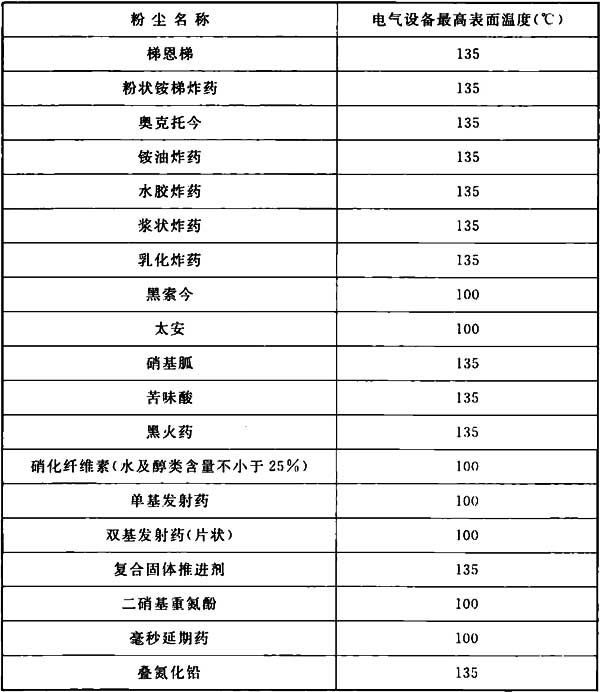 粉尘名称 电气设备最高表面温度(℃)
梯恩梯 135
粉状铵梯炸药 135
奥克托今 135
铵油炸药 135
水胶炸药 135
浆状炸药 135
乳化炸药 135
黑索今 100
太安 100
硝基胍 135
苦味酸 135
黑火药 135
硝化纤维素(水及醇类含量不小于25%) 100
单基发射药 100
双基发射药(片状) 100
复合固体推进剂 135
二硝基重氮酚 100
毫秒延期药 100
叠氮化铅 135